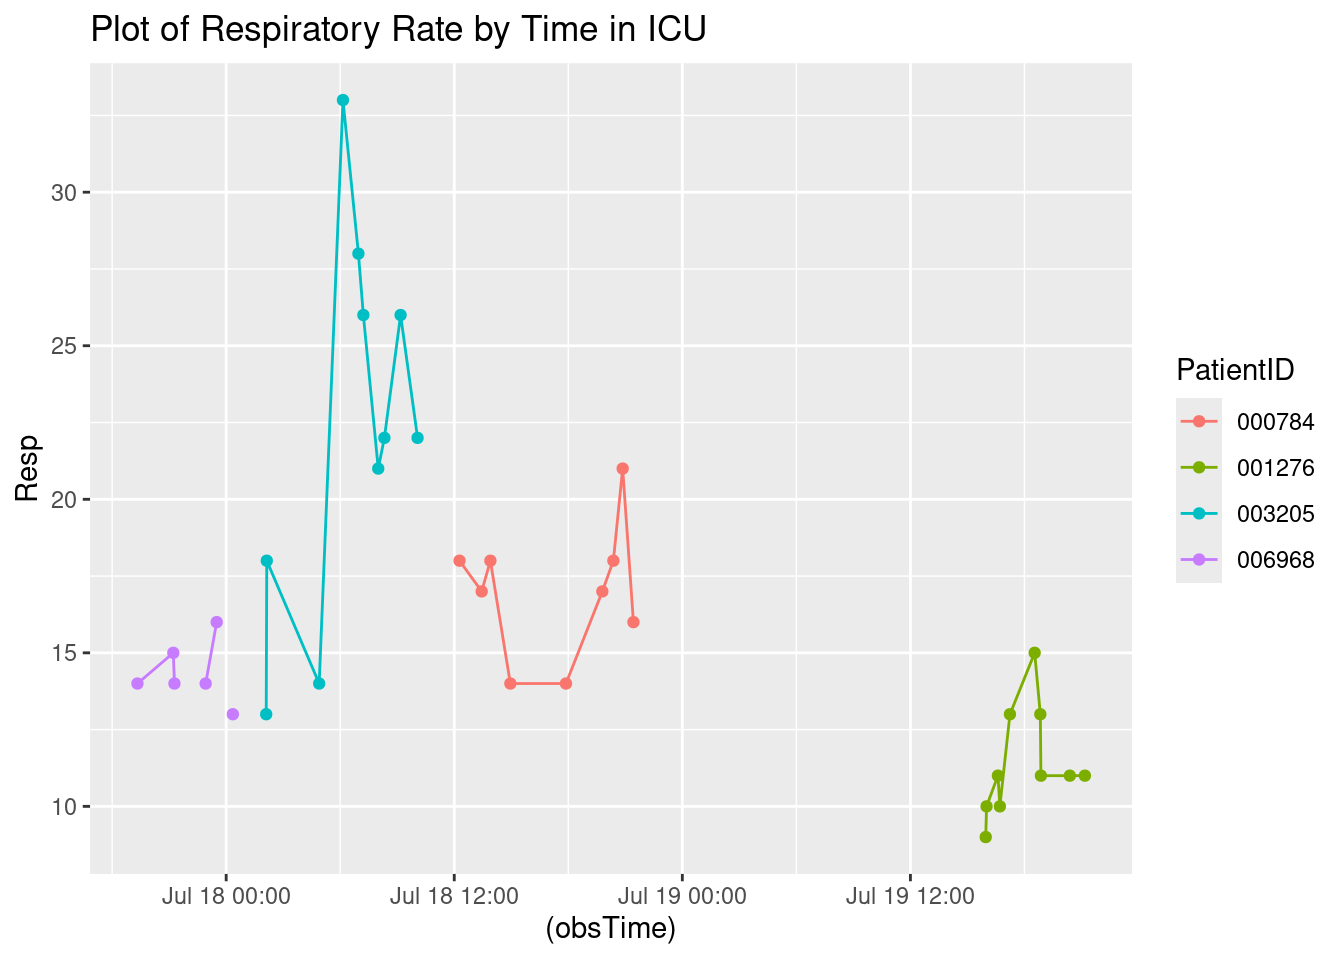 Plot of Respiratory Rate by Time in ICU
Resp
30
25
20
15
10
Jul 18 00:00
Jul 18 12:00
Jul 19 00:00
Jul 19 12:00
(obsTime)
PatientID
000784
001276
003205
006968